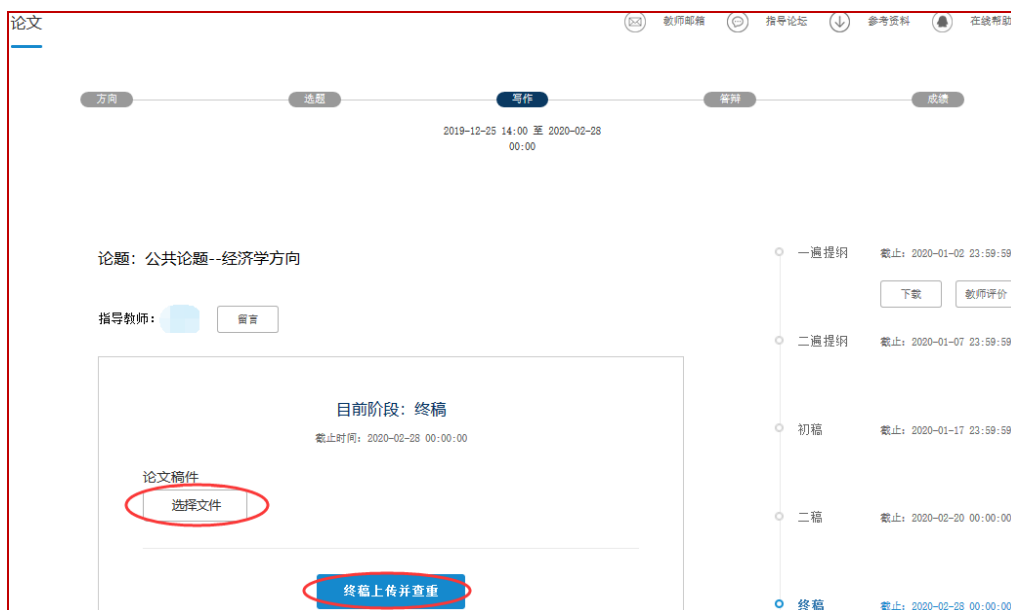 论文
教师邮箱 指导论坛 参考资料 在线帮助
方向 选题 写作 答辩 成绩
2019-12-25 14:00 至 2020-02-28
00:00
论题：公共论题--经济学方向
指导教师： 留言
目前阶段：终稿
截止时间：2020-02-28 00:00:00
论文稿件
选择文件
终稿上传并查重
一遍提纲 截止：2020-01-02 23:59:59
下载 教师评价
二遍提纲 截止：2020-01-07 23:59:59
初稿 截止：2020-01-17 23:59:59
二稿 截止：2020-02-20 00:00:00
终稿 截止：2020-02-28 00:00:00